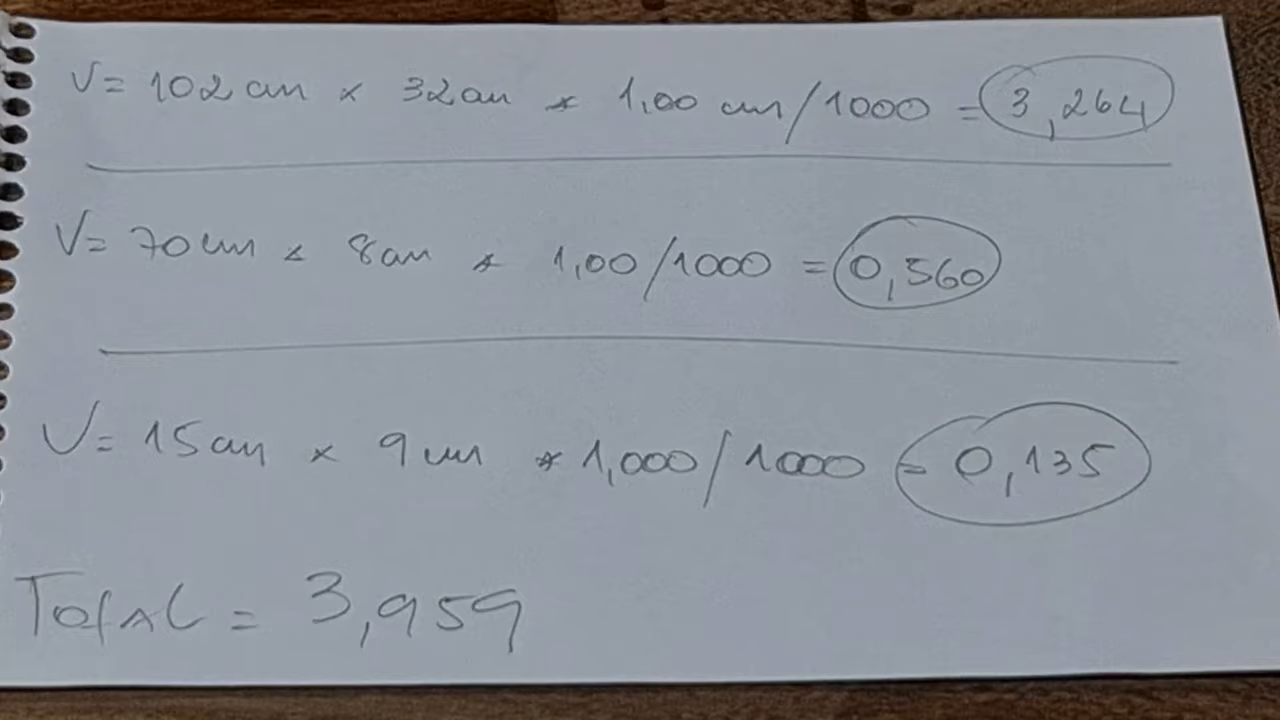 V= 102 cm x 32 cm * 1,00 cm/1000 = 3,264
V= 70 cm x 8 cm * 1,00/1000 = 0,560
V= 15 cm x 9 cm * 1,000/1000 = 0,135
Total = 3,959